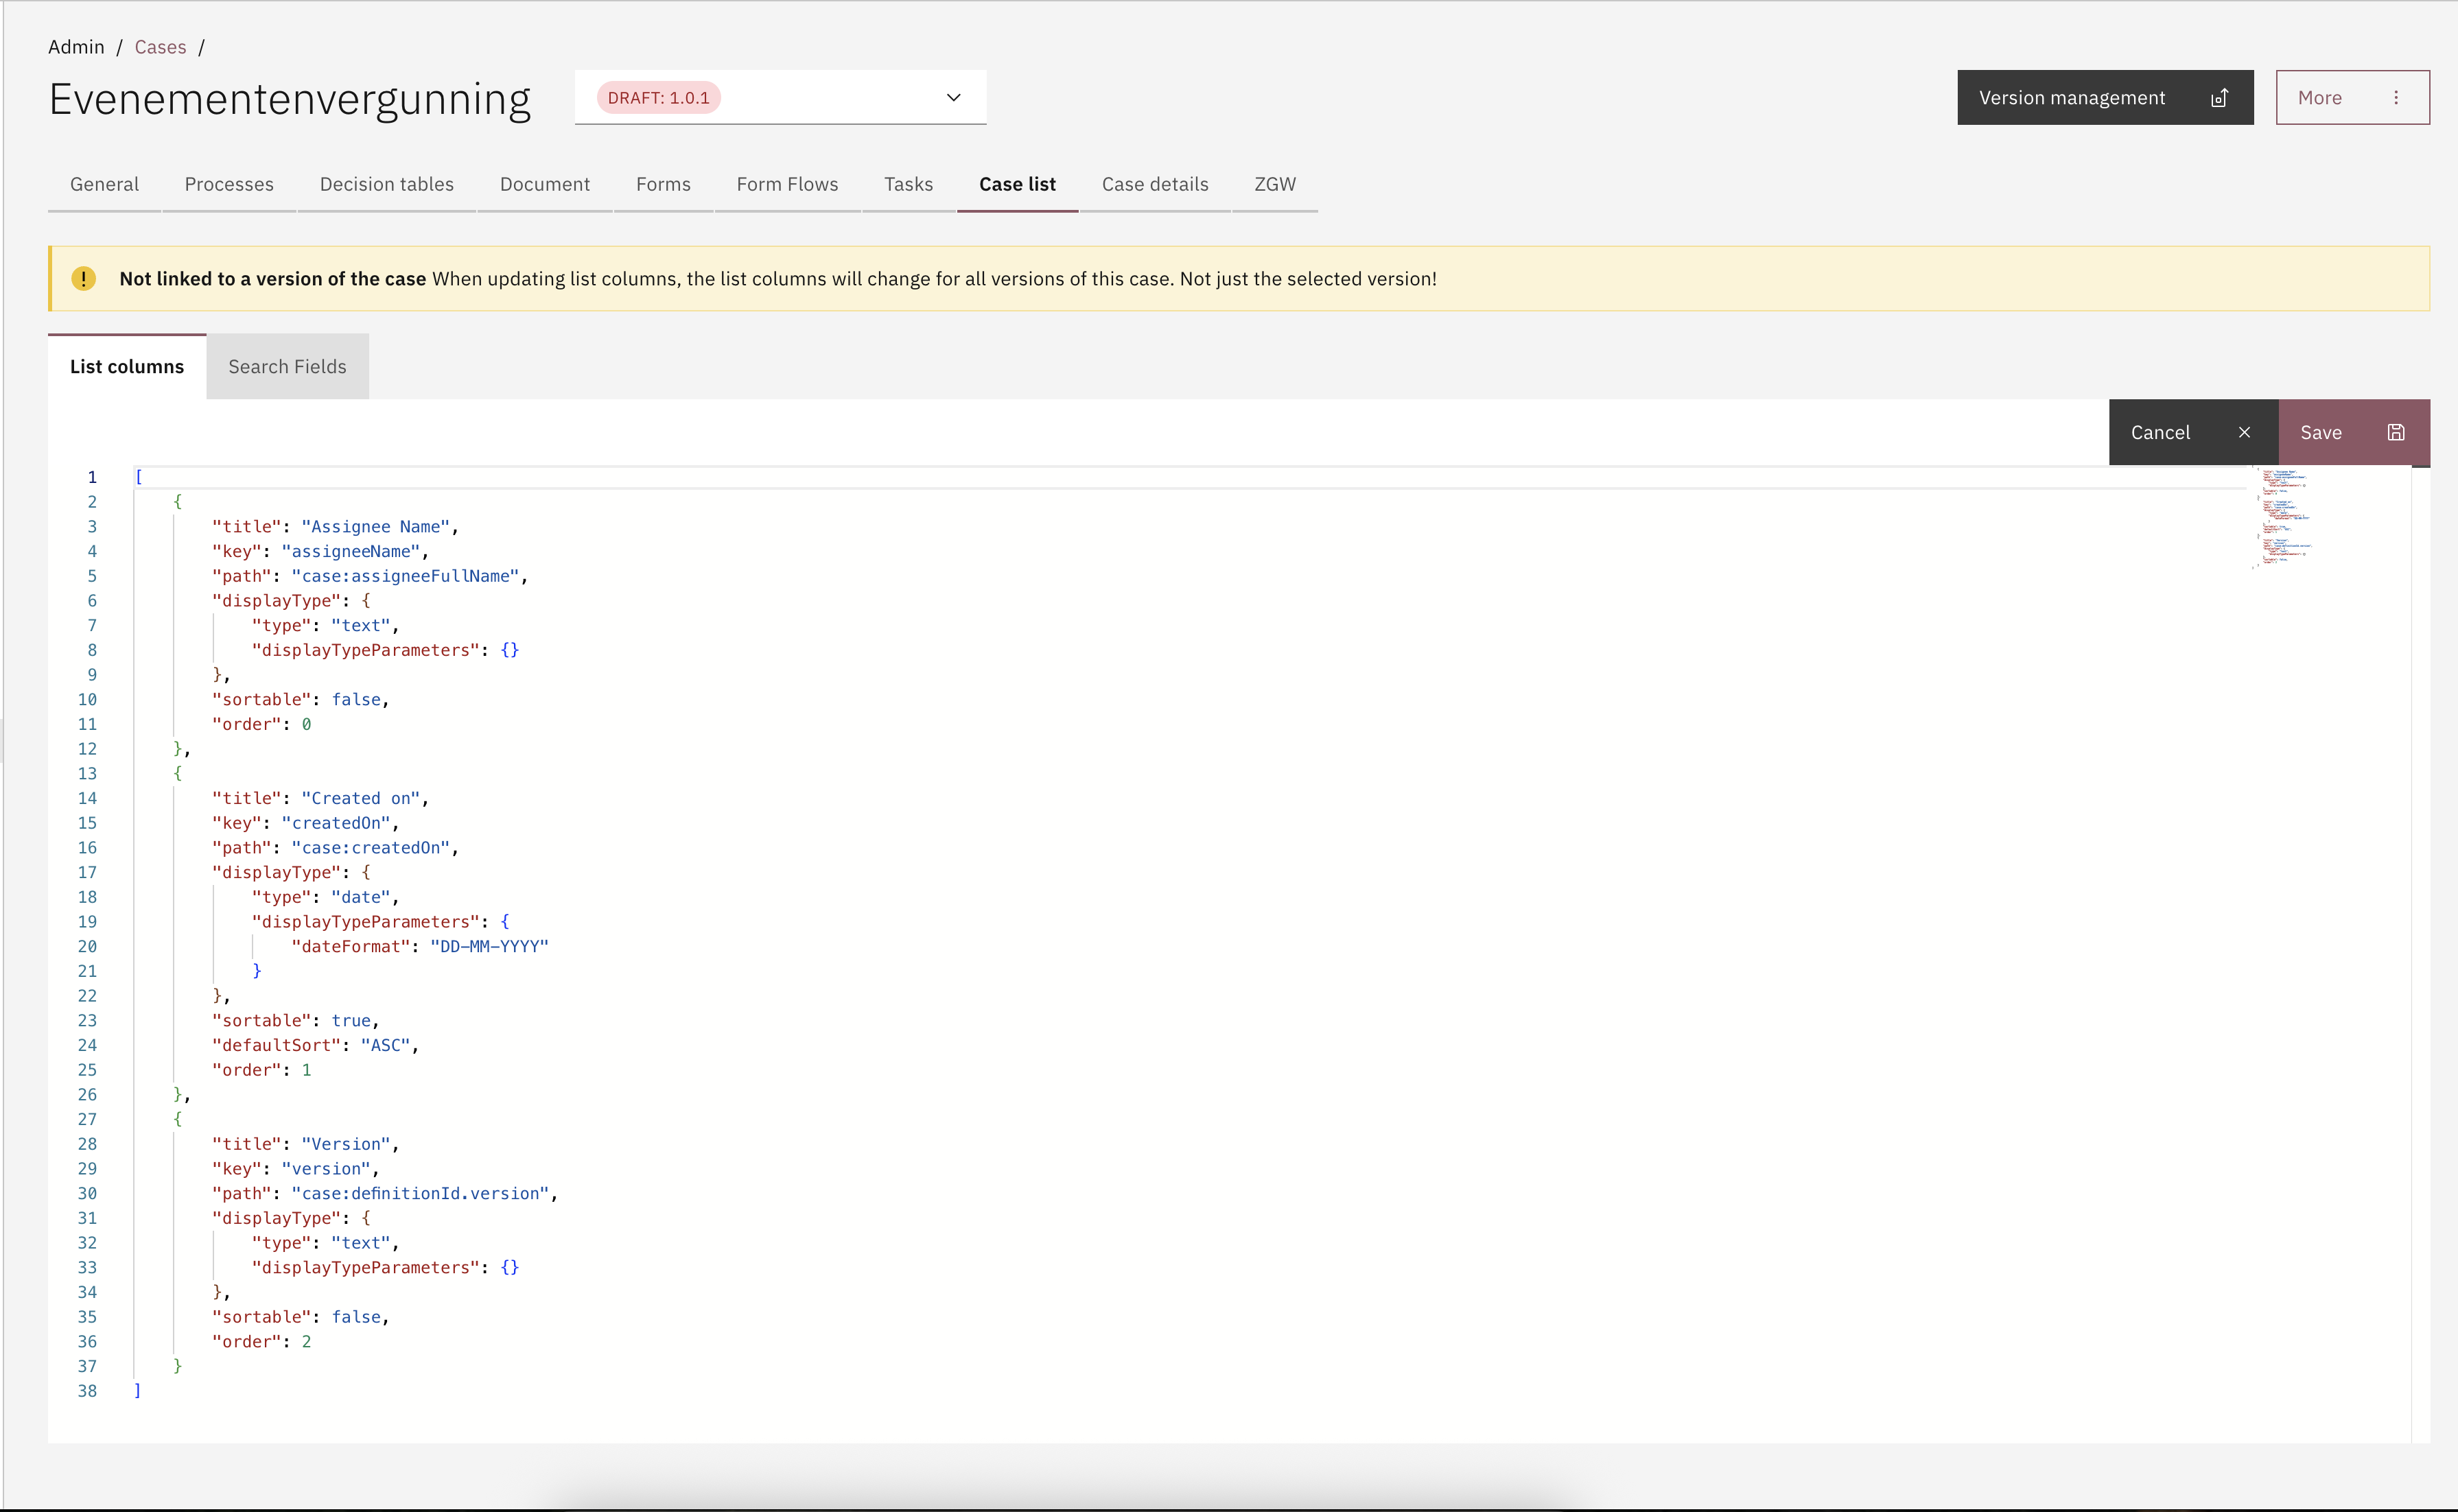 Admin / Cases /
Evenementenvergunning
DRAFT: 1.0.1
Version management
More
General Processes Decision tables Document Forms Form Flows Tasks Case list Case details ZGW
Not linked to a version of the case When updating list columns, the list columns will change for all versions of this case. Not just the selected version!
List columns Search Fields
Cancel Save
1 [
2 {
3 "title": "Assignee Name",
4 "key": "assigneeName",
5 "path": "case:assigneeFullName",
6 "displayType": {
7 "type": "text",
8 "displayTypeParameters": {}
9 },
10 "sortable": false,
11 "order": 0
12 },
13 {
14 "title": "Created on",
15 "key": "createdOn",
16 "path": "case:createdOn",
17 "displayType": {
18 "type": "date",
19 "displayTypeParameters": {
20 "dateFormat": "DD-MM-YYYY"
21 }
22 },
23 "sortable": true,
24 "defaultSort": "ASC",
25 "order": 1
26 },
27 {
28 "title": "Version",
29 "key": "version",
30 "path": "case:definitionId.version",
31 "displayType": {
32 "type": "text",
33 "displayTypeParameters": {}
34 },
35 "sortable": false,
36 "order": 2
37 }
38 ]